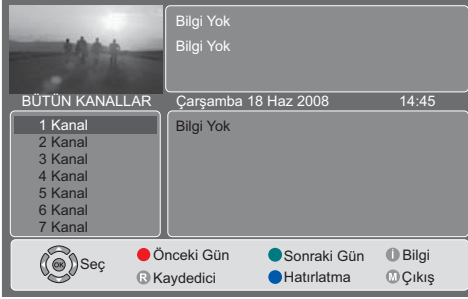 Bilgi Yok
Bilgi Yok
BÜTÜN KANALLAR Çarşamba 18 Haz 2008 14:45
1 Kanal
2 Kanal
3 Kanal
4 Kanal
5 Kanal
6 Kanal
7 Kanal
Bilgi Yok
OK Seç Önceki Gün Sonraki Gün I Bilgi
R Kaydedici Hatırlatma M Çıkış